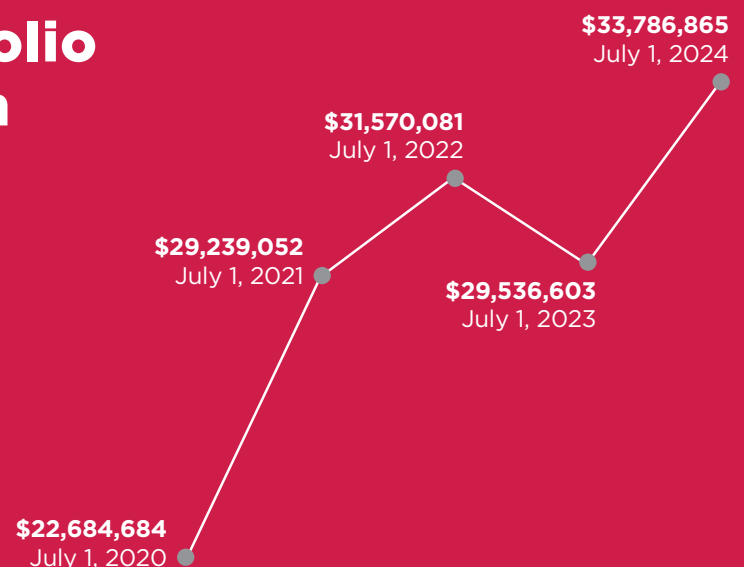 olio
$33,786,865
July 1, 2024
$31,570,081
July 1, 2022
$29,239,052
July 1, 2021
$29,536,603
July 1, 2023
$22,684,684
July 1, 2020